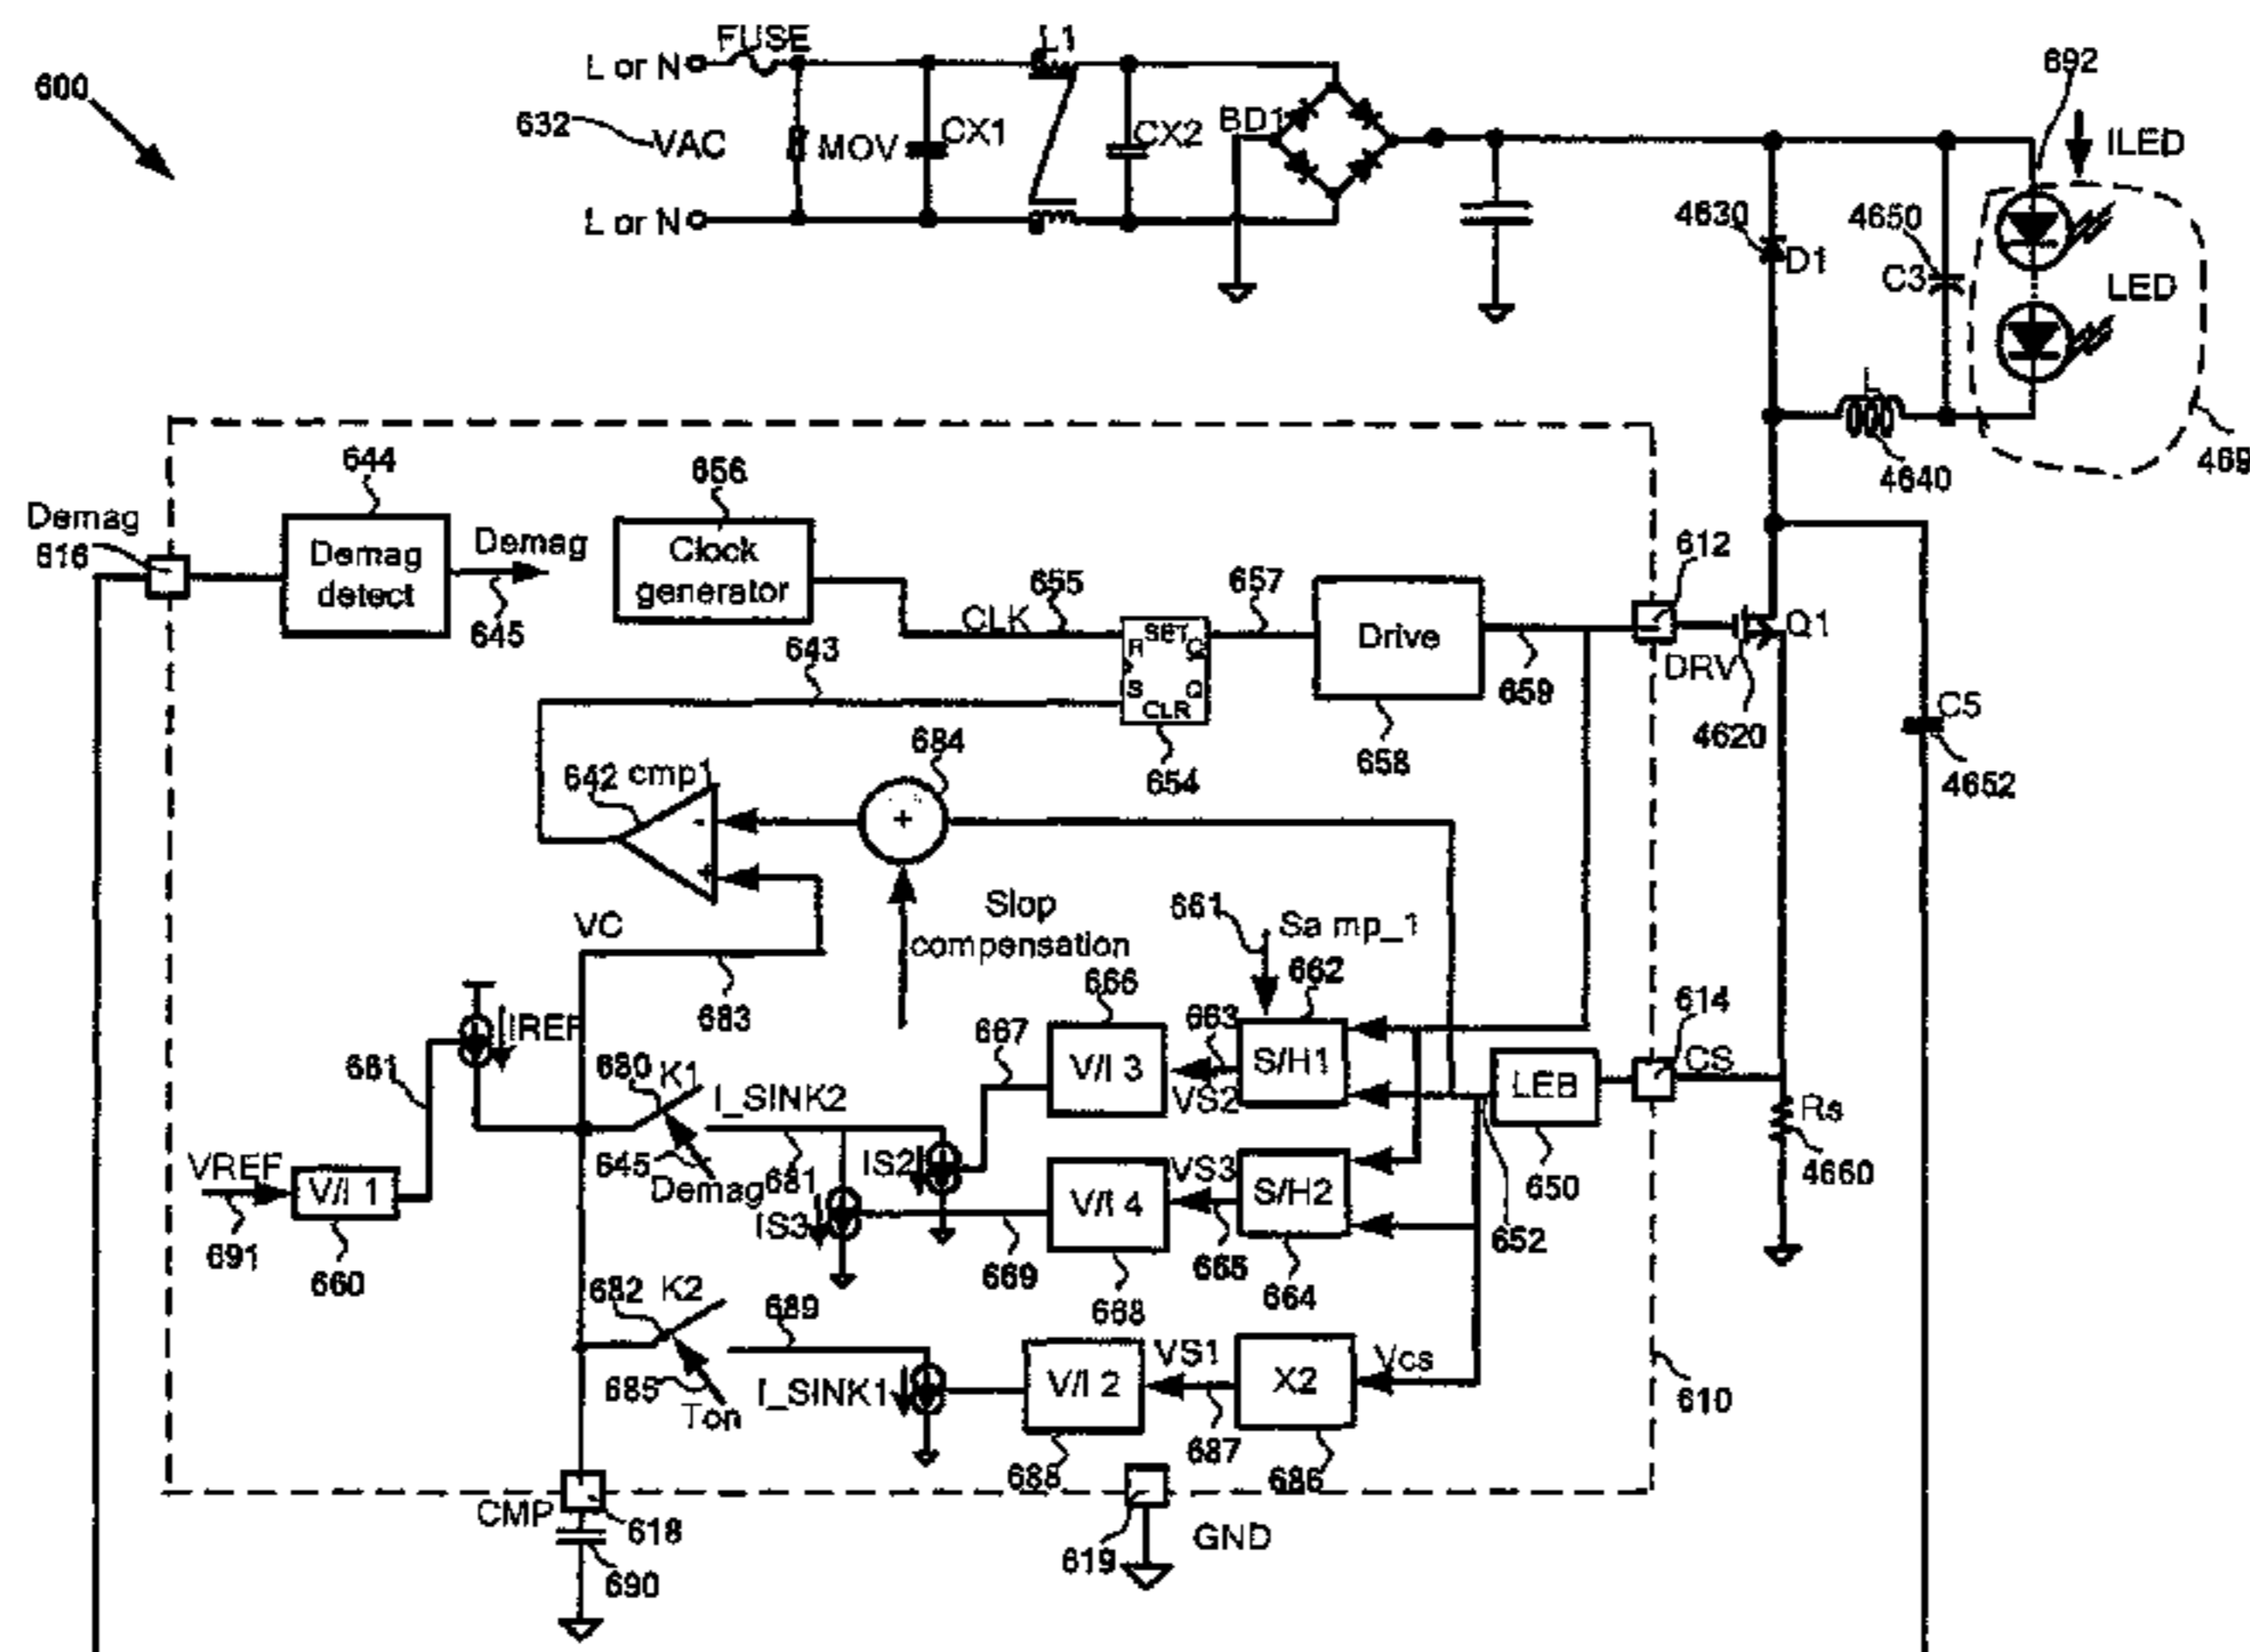 600
FUSE
L1
L or N
632
VAC
MOV
CX1
CX2
BD1
L or N
692
ILED
4630
D1
4650
C3
LED
L
4640
469
644
656
Demag
616
Demag
detect
Demag
645
Clock
generator
CLK
655
643
R
SET
Q
S
CLR
Q
654
657
Drive
658
659
612
DRV
Q1
4620
C5
4652
642
cmp1
-
+
684
+
Slop
compensation
VC
683
661
Sa mp_1
662
666
663
667
V/I 3
VS2
S/H1
LEB
650
652
614
CS
Rs
4660
IREF
661
680
K1
I_SINK2
645
Demag
681
IS2
IS3
VREF
691
V/I 1
660
VS3
V/I 4
S/H2
665
669
668
664
682
K2
689
685
Ton
I_SINK1
V/I 2
VS1
X2
Vcs
687
688
686
610
CMP
618
690
619
GND